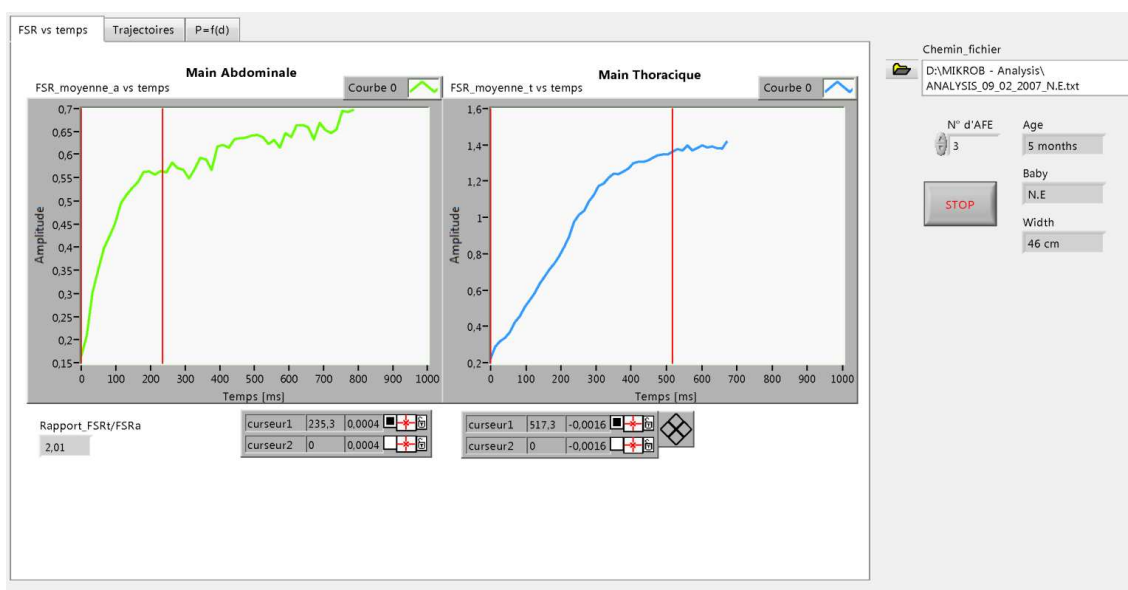 FSR vs temps
Trajectoires
P=f(d)
Main Abdominale
FSR_moyenne_a vs temps
Courbe 0
0,7
0,65
0,6
0,55
0,5
0,45
0,4
0,35
0,3
0,25
0,2
0,15
Amplitude
0 100 200 300 400 500 600 700 800 900 1000
Temps [ms]
Main Thoracique
FSR_moyenne_t vs temps
Courbe 0
1,6
1,4
1,2
1
0,8
0,6
0,4
0,2
Amplitude
0 100 200 300 400 500 600 700 800 900 1000
Temps [ms]
Rapport_FSRt/FSRa
2,01
curseur1 235,3 0,0004
curseur2 0 0,0004
curseur1 517,3 -0,0016
curseur2 0 -0,0016
Chemin_fichier
D:\MIKROB - Analysis\
ANALYSIS_09_02_2007_N.E.txt
N° d'AFE
3
STOP
Age
5 months
Baby
N.E
Width
46 cm